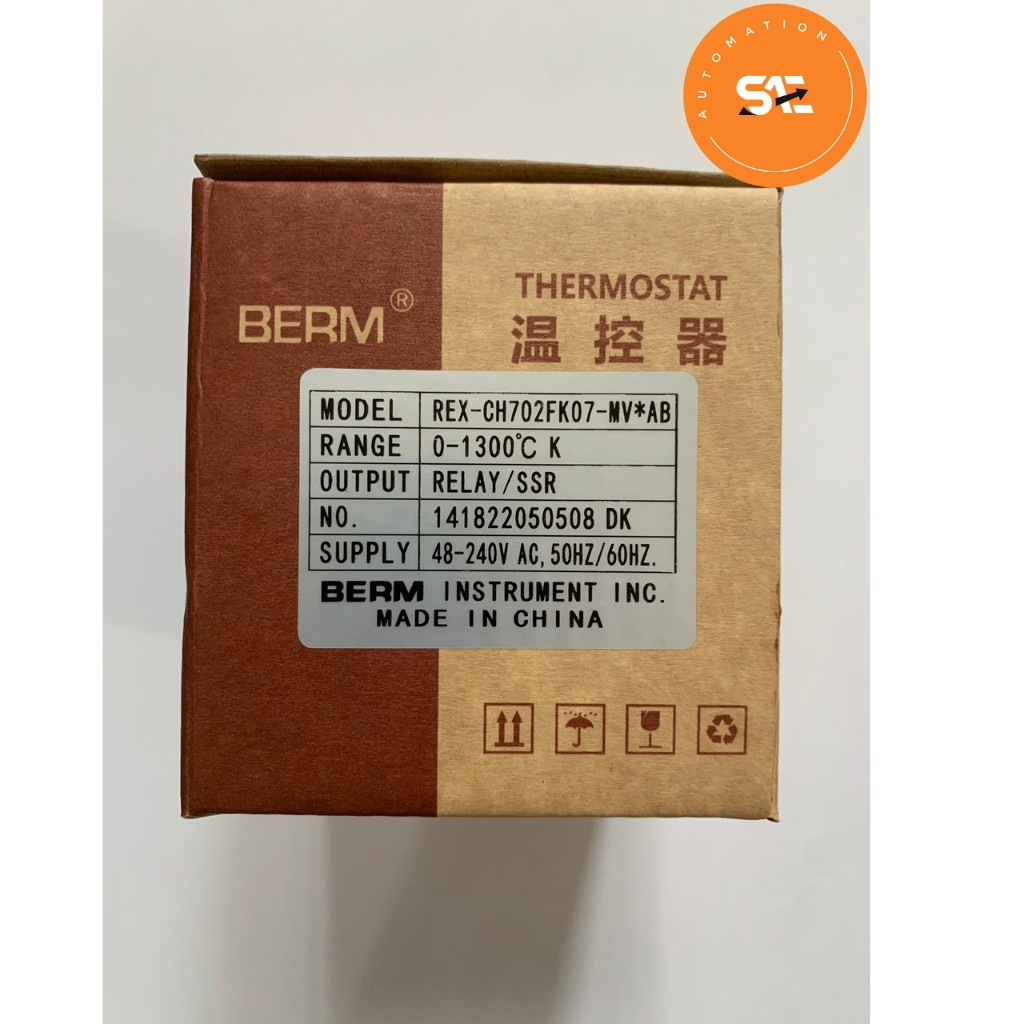 AUTOMATION
SAE
BERM®
THERMOSTAT
温控器
MODEL REX-CH702FK07-MV*AB
RANGE 0-1300℃ K
OUTPUT RELAY/SSR
NO. 141822050508 DK
SUPPLY 48-240V AC, 50HZ/60HZ.
BERM INSTRUMENT INC.
MADE IN CHINA